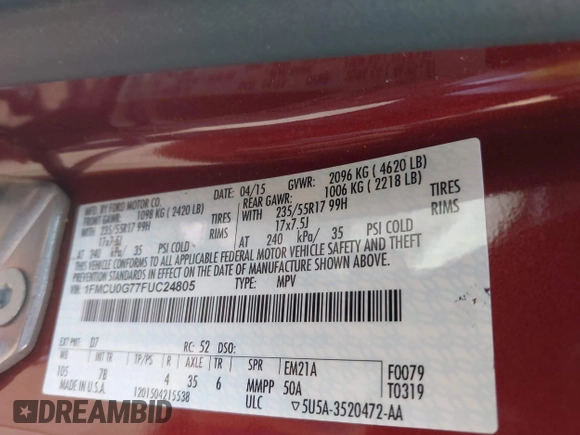 MFD. BY FORD MOTOR CO. 04/15 GVWR: 2096 KG ( 4620 LB)
FRONT GAWR: 1098 KG ( 2420 LB) REAR GAWR: 1006 KG ( 2218 LB)
WITH 235/55R17 99H TIRES WITH 235/55R17 99H TIRES
17x7.5J RIMS 17x7.5J RIMS
AT 240 kPa/ 35 PSI COLD AT 240 kPa/ 35 PSI COLD
THIS VEHICLE CONFORMS TO ALL APPLICABLE FEDERAL MOTOR VEHICLE SAFETY AND THEFT
PREVENTION STANDARDS IN EFFECT ON THE DATE OF MANUFACTURE SHOWN ABOVE.
VIN: 1FMCU0G77FUC24805 TYPE: MPV
EXT PNT: D7 RC: 52 DSO:
WB INT TR TP/PS R AXLE TR SPR EM21A F0079
105 7B 4 35 6 MMPP 50A T0319
MADE IN U.S.A. 1201504215538 ULC 5U5A-3520472-AA
AUTOBIDMASTER